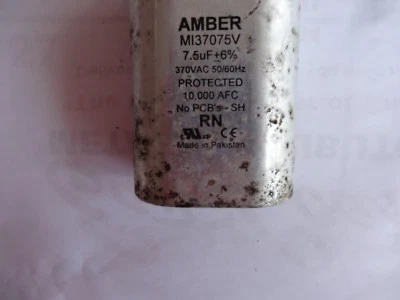 AMBER
MI37075V
7.5uF±6%
370VAC 50/60Hz
PROTECTED
10,000 AFC
No PCB's - SH
RN
CE
Made in Pakistan